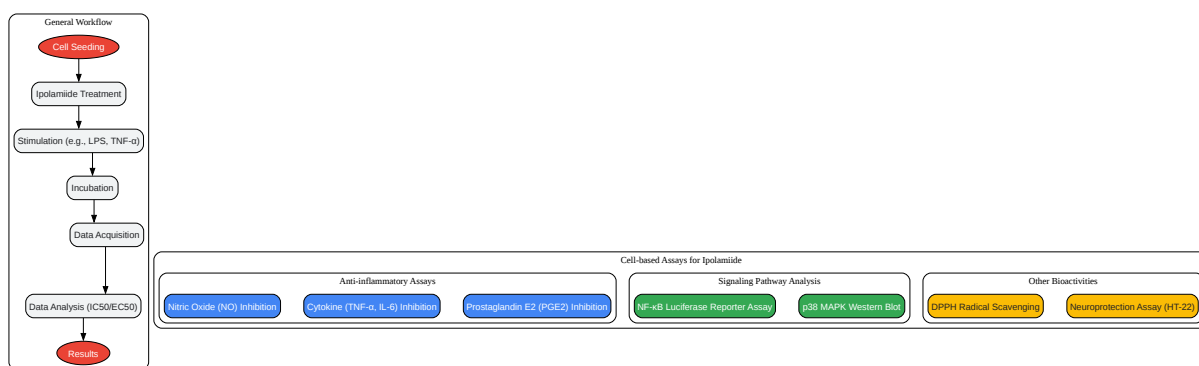 General Workflow
Cell Seeding
Ipolamiide Treatment
Stimulation (e.g., LPS, TNF-α)
Incubation
Data Acquisition
Data Analysis (IC50/EC50)
Results
Cell-based Assays for Ipolamiide
Anti-inflammatory Assays
Nitric Oxide (NO) Inhibition
Cytokine (TNF-α, IL-6) Inhibition
Prostaglandin E2 (PGE2) Inhibition
Signaling Pathway Analysis
NF-κB Luciferase Reporter Assay
p38 MAPK Western Blot
Other Bioactivities
DPPH Radical Scavenging
Neuroprotection Assay (HT-22)